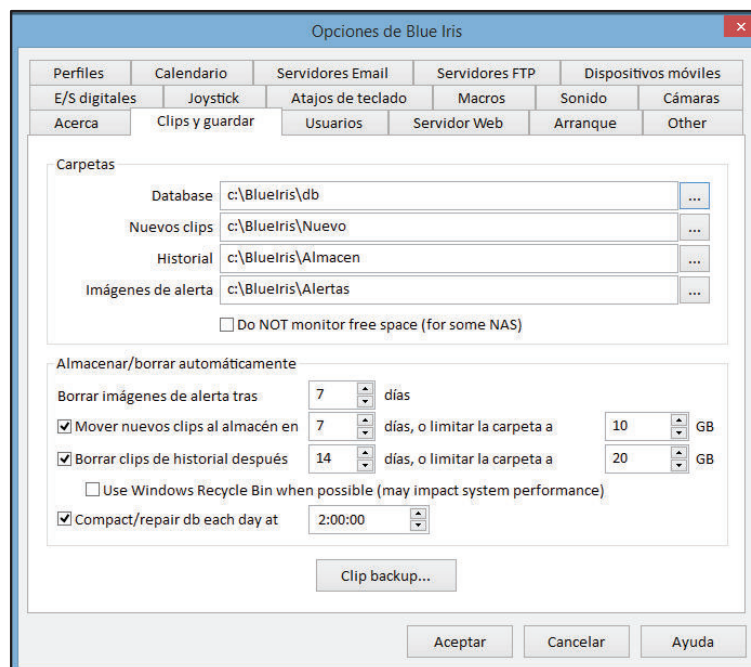 Opciones de Blue Iris
Perfiles Calendario Servidores Email Servidores FTP Dispositivos móviles
E/S digitales Joystick Atajos de teclado Macros Sonido Cámaras
Acerca Clips y guardar Usuarios Servidor Web Arranque Other
Carpetas
Database c:\BlueIris\db ...
Nuevos clips c:\BlueIris\Nuevo ...
Historial c:\BlueIris\Almacen ...
Imágenes de alerta c:\BlueIris\Alertas ...
Do NOT monitor free space (for some NAS)
Almacenar/borrar automáticamente
Borrar imágenes de alerta tras 7 días
Mover nuevos clips al almacén en 7 días, o limitar la carpeta a 10 GB
Borrar clips de historial después 14 días, o limitar la carpeta a 20 GB
Use Windows Recycle Bin when possible (may impact system performance)
Compact/repair db each day at 2:00:00
Clip backup...
Aceptar Cancelar Ayuda